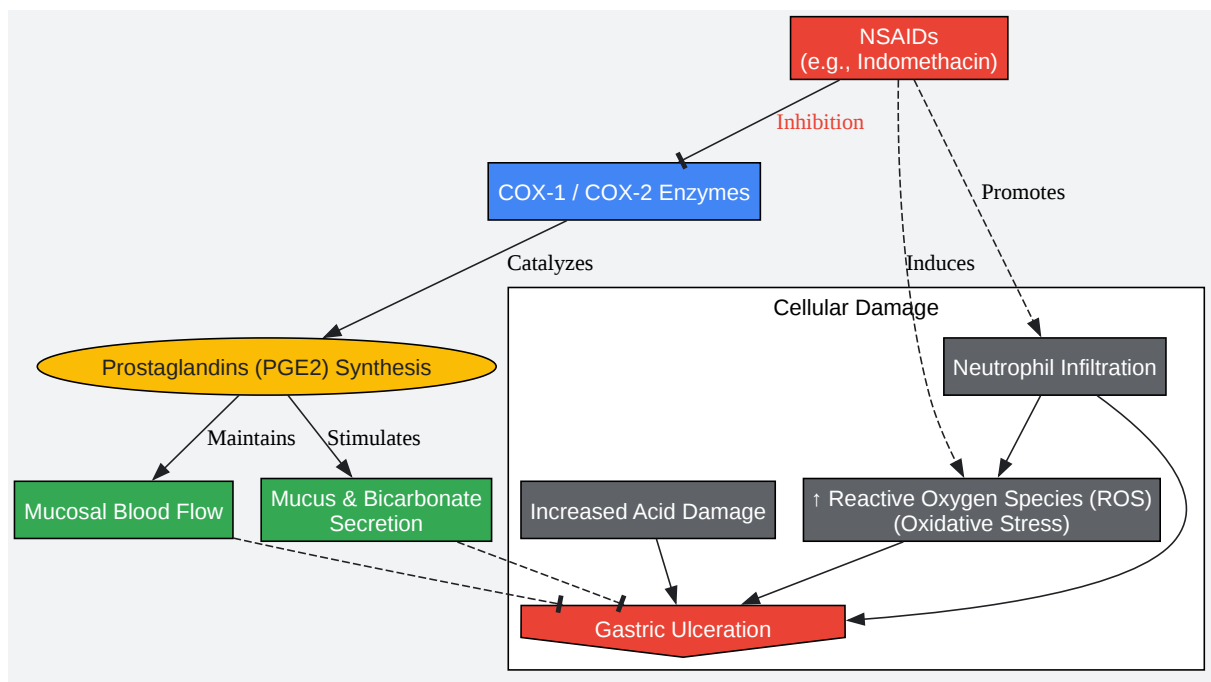 NSAIDs
(e.g., Indomethacin)
Inhibition
COX-1 / COX-2 Enzymes
Promotes
Catalyzes
Induces
Cellular Damage
Prostaglandins (PGE2) Synthesis
Neutrophil Infiltration
Maintains
Stimulates
Mucosal Blood Flow
Mucus & Bicarbonate
Secretion
Increased Acid Damage
↑ Reactive Oxygen Species (ROS)
(Oxidative Stress)
Gastric Ulceration